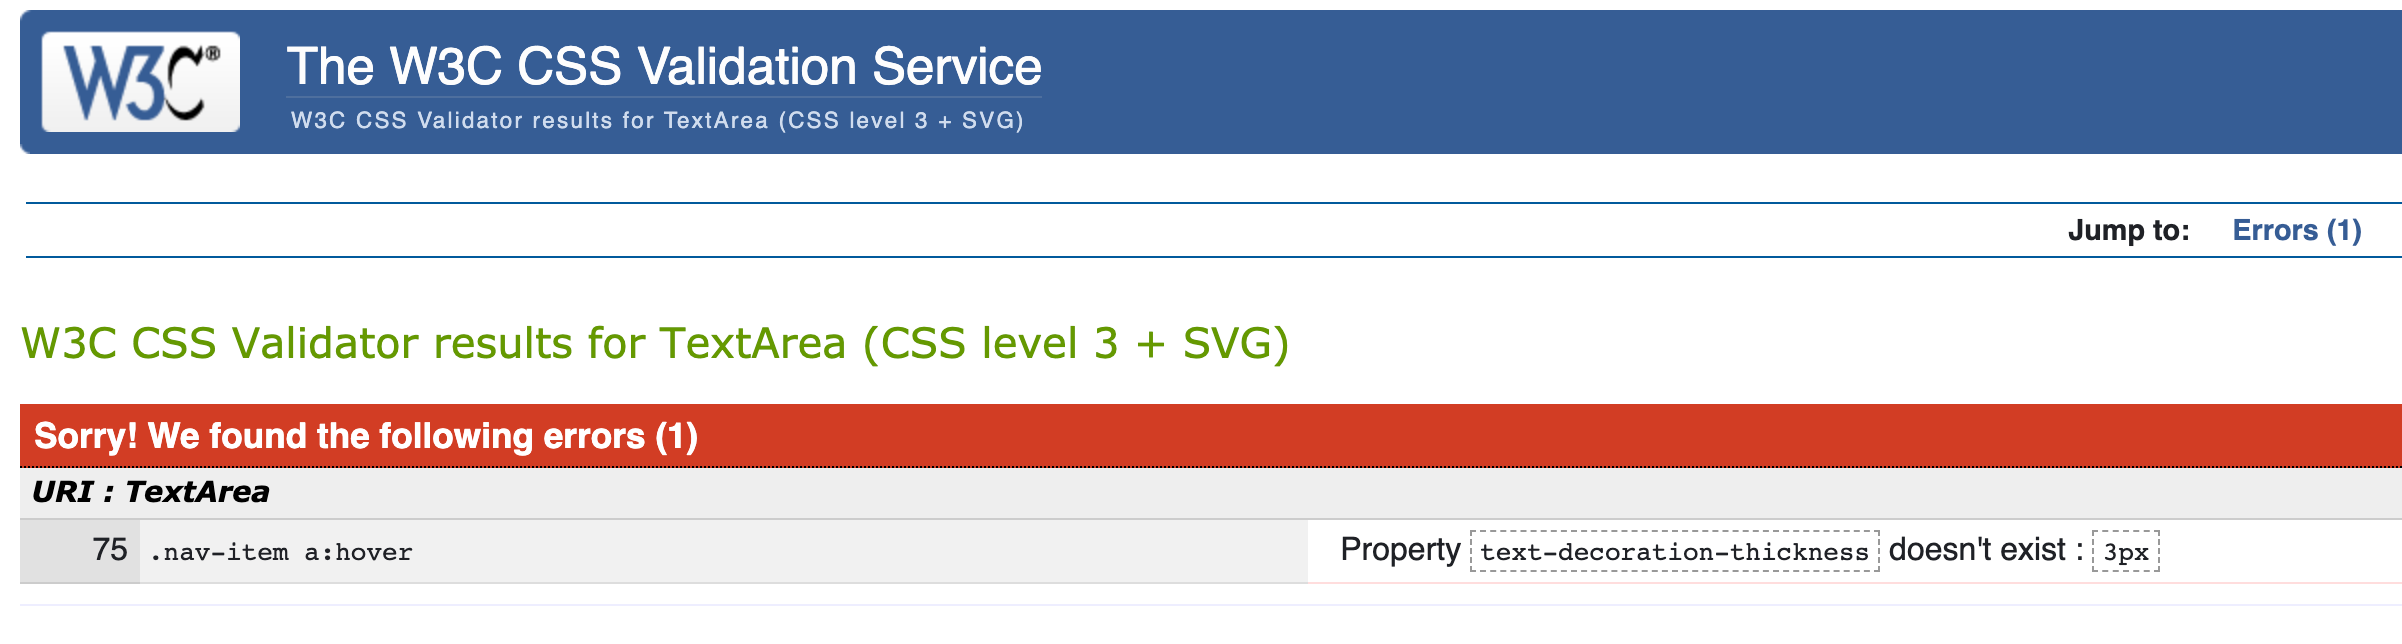 W3C®
The W3C CSS Validation Service
W3C CSS Validator results for TextArea (CSS level 3 + SVG)
Jump to: Errors (1)
W3C CSS Validator results for TextArea (CSS level 3 + SVG)
Sorry! We found the following errors (1)
URI : TextArea
75 .nav-item a:hover Property text-decoration-thickness doesn't exist : 3px